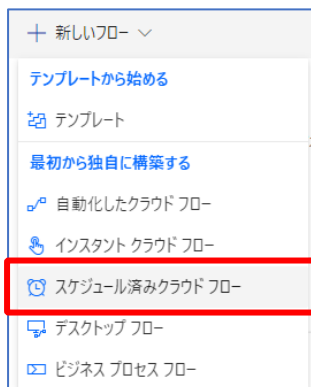 新しいフロー
テンプレートから始める
テンプレート
最初から独自に構築する
自動化したクラウド フロー
インスタント クラウド フロー
スケジュール済みクラウド フロー
デスクトップ フロー
ビジネス プロセス フロー